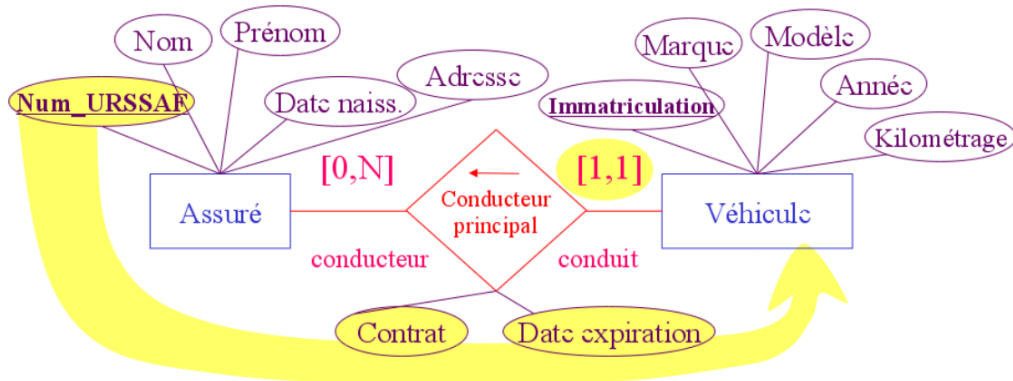 Nom
Prénom
Marque
Modèle
Num_URSSAF
Date naiss.
Adresse
Immatriculation
Année
Kilométrage
[0,N]
[1,1]
Assuré
Conducteur
principal
Véhicule
conducteur
conduit
Contrat
Date expiration